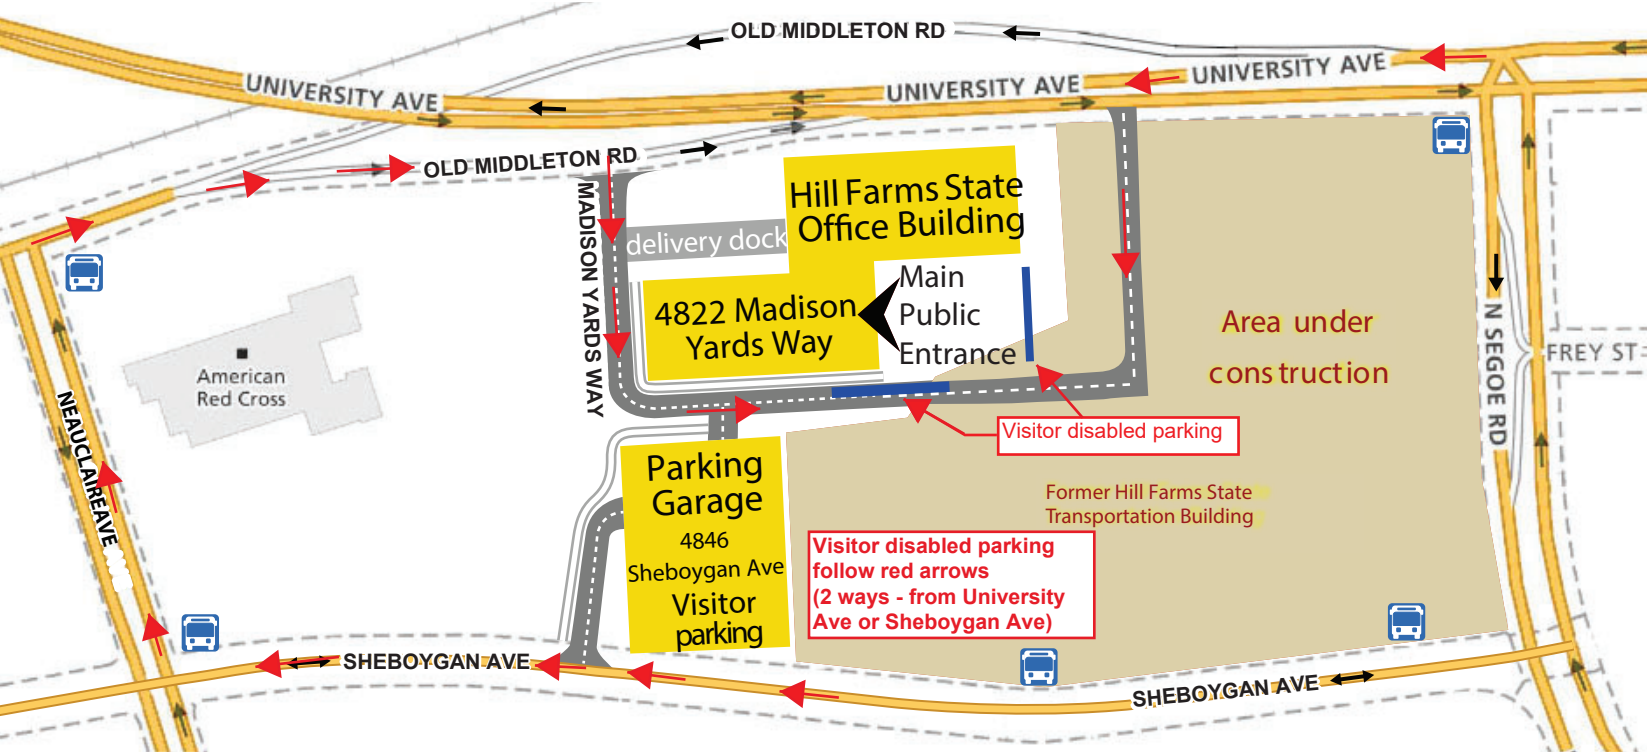 OLD MIDDLETON RD
UNIVERSITY AVE
UNIVERSITY AVE
UNIVERSITY AVE
OLD MIDDLETON RD
MADISON YARDS WAY
Hill Farms State
Office Building
delivery dock
4822 Madison
Yards Way
Main
Public
Entrance
Area under
construction
N SEGOE RD
FREY ST
American
Red Cross
NEAUCLAIREAVE
Visitor disabled parking
Parking
Garage
4846
Sheboygan Ave
Visitor
parking
Former Hill Farms State
Transportation Building
Visitor disabled parking
follow red arrows
(2 ways - from University
Ave or Sheboygan Ave)
SHEBOYGAN AVE
SHEBOYGAN AVE